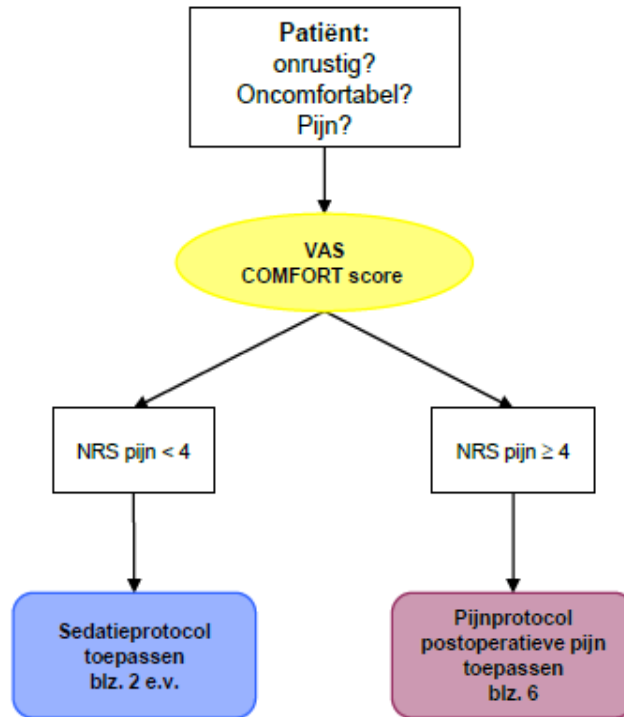 Patiënt:
onrustig?
Oncomfortabel?
Pijn?
VAS
COMFORT score
NRS pijn < 4
NRS pijn ≥ 4
Sedatieprotocol
toepassen
blz. 2 e.v.
Pijnprotocol
postoperatieve pijn
toepassen
blz. 6